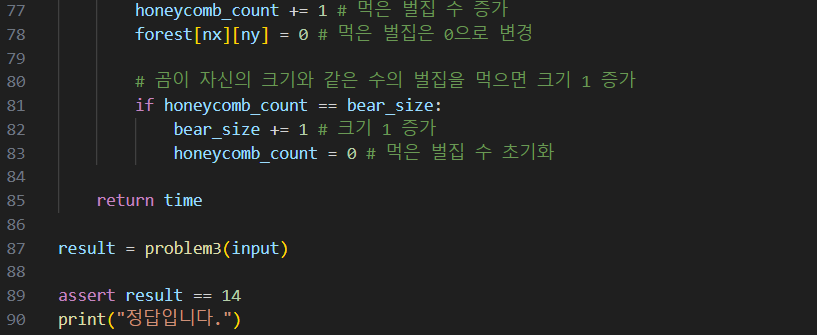 77 honeycomb_count += 1 # 먹은 벌집 수 증가
78 forest[nx][ny] = 0 # 먹은 벌집은 0으로 변경
79
80 # 곰이 자신의 크기와 같은 수의 벌집을 먹으면 크기 1 증가
81 if honeycomb_count == bear_size:
82 bear_size += 1 # 크기 1 증가
83 honeycomb_count = 0 # 먹은 벌집 수 초기화
84
85 return time
86
87 result = problem3(input)
88
89 assert result == 14
90 print("정답입니다.")